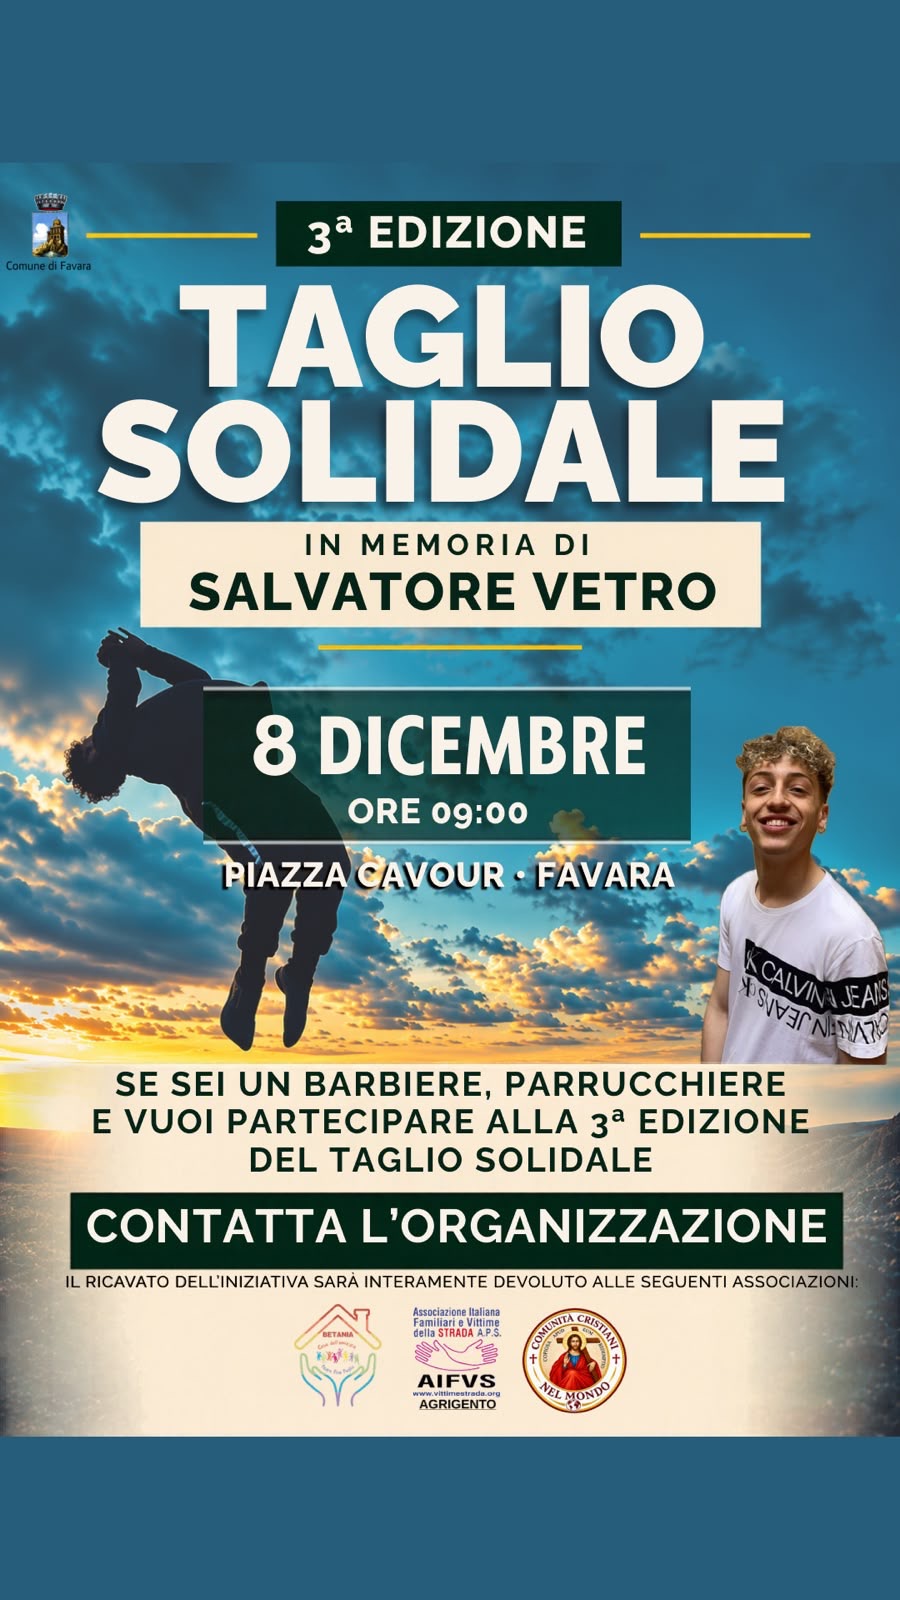 3ª EDIZIONE
Comune di Favara
TAGLIO
SOLIDALE
IN MEMORIA DI
SALVATORE VETRO
8 DICEMBRE
ORE 09:00
PIAZZA CAVOUR • FAVARA
CALVIN JEANS
SE SEI UN BARBIERE, PARRUCCHIERE
E VUOI PARTECIPARE ALLA 3ª EDIZIONE
DEL TAGLIO SOLIDALE
CONTATTA L'ORGANIZZAZIONE
IL RICAVATO DELL'INIZIATIVA SARÀ INTERAMENTE DEVOLUTO ALLE SEGUENTI ASSOCIAZIONI:
BETANIA
Associazione Italiana
Familiari e Vittime
della STRADA A.P.S.
AIFVS
www.vittimestrada.org
AGRIGENTO
COMUNITÀ CRISTIANI
NEL MONDO